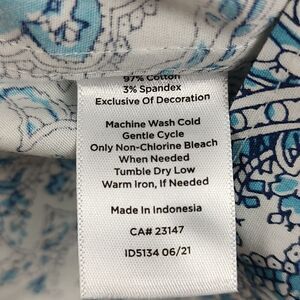 97% Cotton
3% Spandex
Exclusive Of Decoration
Machine Wash Cold
Gentle Cycle
Only Non-Chlorine Bleach
When Needed
Tumble Dry Low
Warm Iron, If Needed
Made In Indonesia
CA# 23147
ID5134 06/21